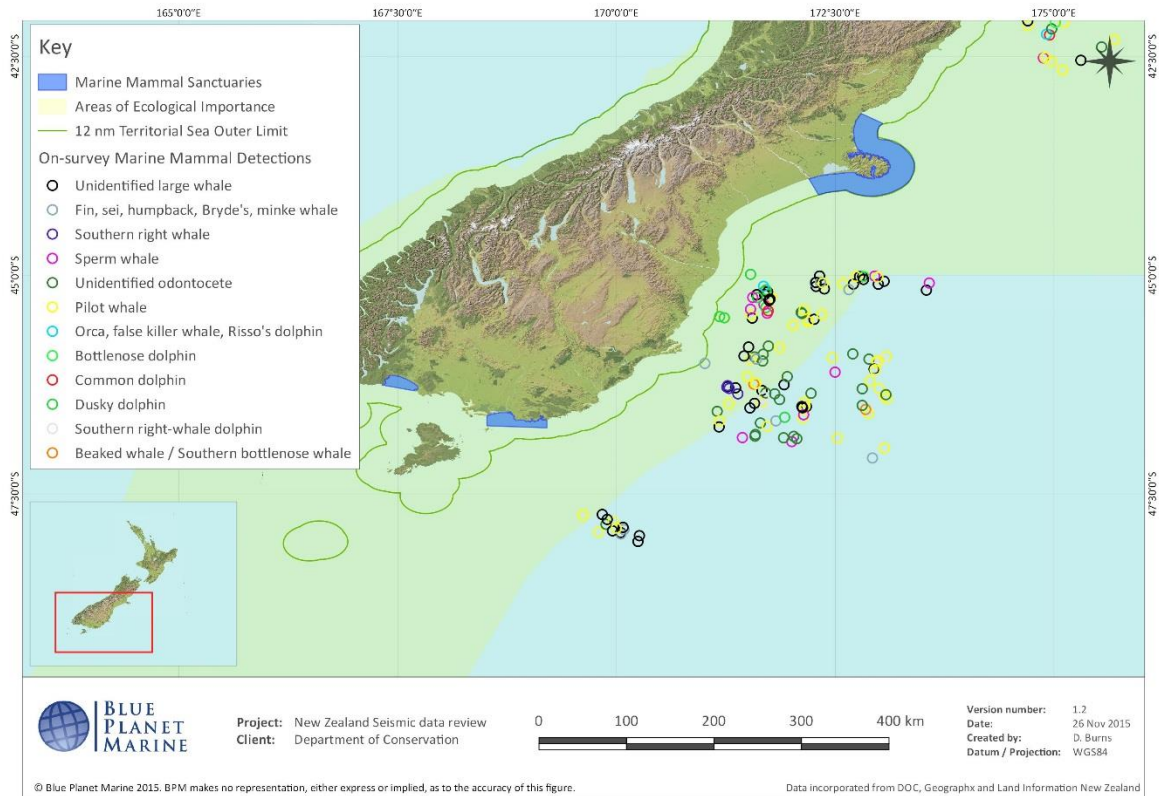 165°0'0"E 167°30'0"E 170°0'0"E 172°30'0"E 175°0'0"E
Key
Marine Mammal Sanctuaries
Areas of Ecological Importance
12 nm Territorial Sea Outer Limit
On-survey Marine Mammal Detections
Unidentified large whale
Fin, sei, humpback, Bryde's, minke whale
Southern right whale
Sperm whale
Unidentified odontocete
Pilot whale
Orca, false killer whale, Risso's dolphin
Bottlenose dolphin
Common dolphin
Dusky dolphin
Southern right-whale dolphin
Beaked whale / Southern bottlenose whale
42°30'0"S
45°0'0"S
47°30'0"S
42°30'0"S
45°0'0"S
47°30'0"S
BLUE
PLANET
MARINE
Project: New Zealand Seismic data review
Client: Department of Conservation
0 100 200 300 400 km
Version number: 1.2
Date: 26 Nov 2015
Created by: D. Burns
Datum / Projection: WGS84
© Blue Planet Marine 2015. BPM makes no representation, either express or implied, as to the accuracy of this figure.
Data incorporated from DOC, Geographx and Land Information New Zealand